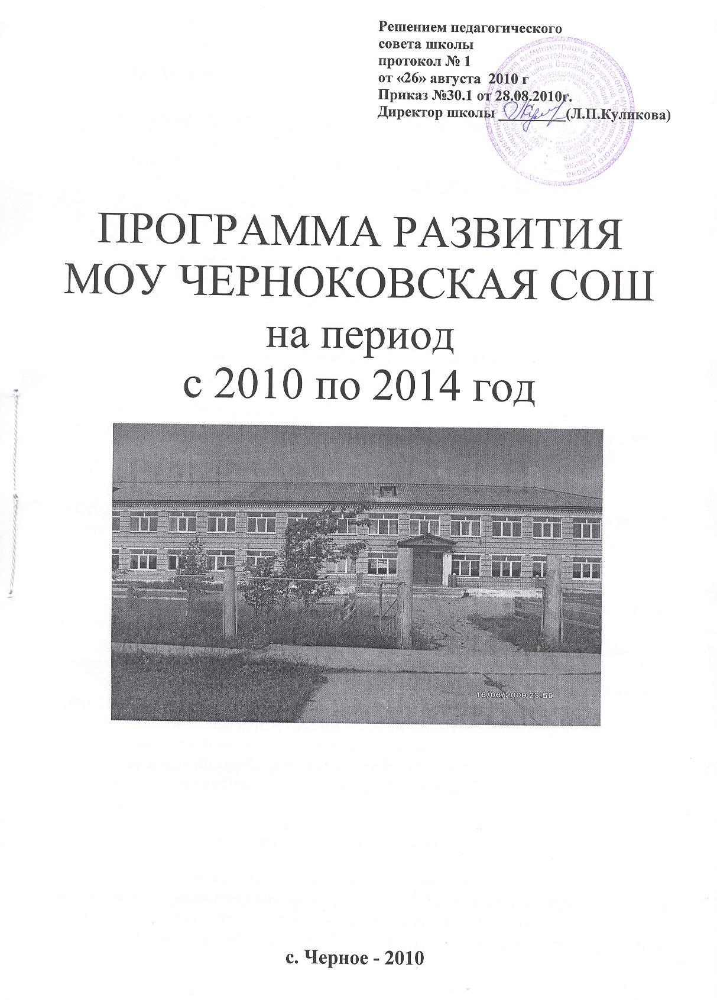 Решением педагогического
совета школы
протокол № 1
от «26» августа 2010 г
Приказ №30.1 от 28.08.2010г.
Директор школы (Л.П.Куликова)
ПРОГРАММА РАЗВИТИЯ
МОУ ЧЕРНОКОВСКАЯ СОШ
на период
с 2010 по 2014 год
16/06/2009 23:59
с. Черное - 2010